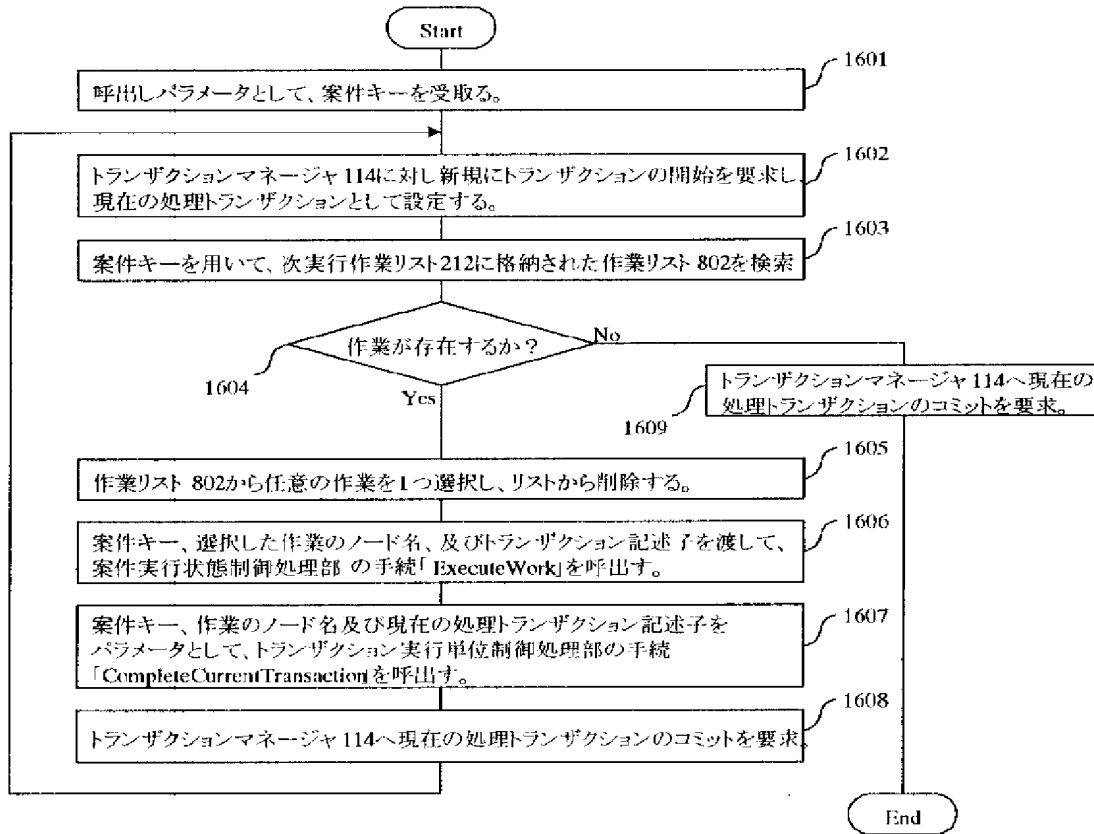 Start
1601
呼出しパラメータとして、案件キーを受取る。
1602
トランザクションマネージャ114に対し新規にトランザクションの開始を要求し
現在の処理トランザクションとして設定する。
1603
案件キーを用いて、次実行作業リスト212に格納された作業リスト802を検索
作業が存在するか?
No
1604
Yes
トランザクションマネージャ114へ現在の
処理トランザクションのコミットを要求。
1609
1605
作業リスト802から任意の作業を1つ選択し、リストから削除する。
1606
案件キー、選択した作業のノード名、及びトランザクション記述子を渡して、
案件実行状態制御処理部 の手続「ExecuteWork」を呼出す。
1607
案件キー、作業のノード名及び現在の処理トランザクション記述子を
パラメータとして、トランザクション実行単位制御処理部の手続
「CompleteCurrentTransaction」を呼出す。
1608
トランザクションマネージャ114へ現在の処理トランザクションのコミットを要求。
End